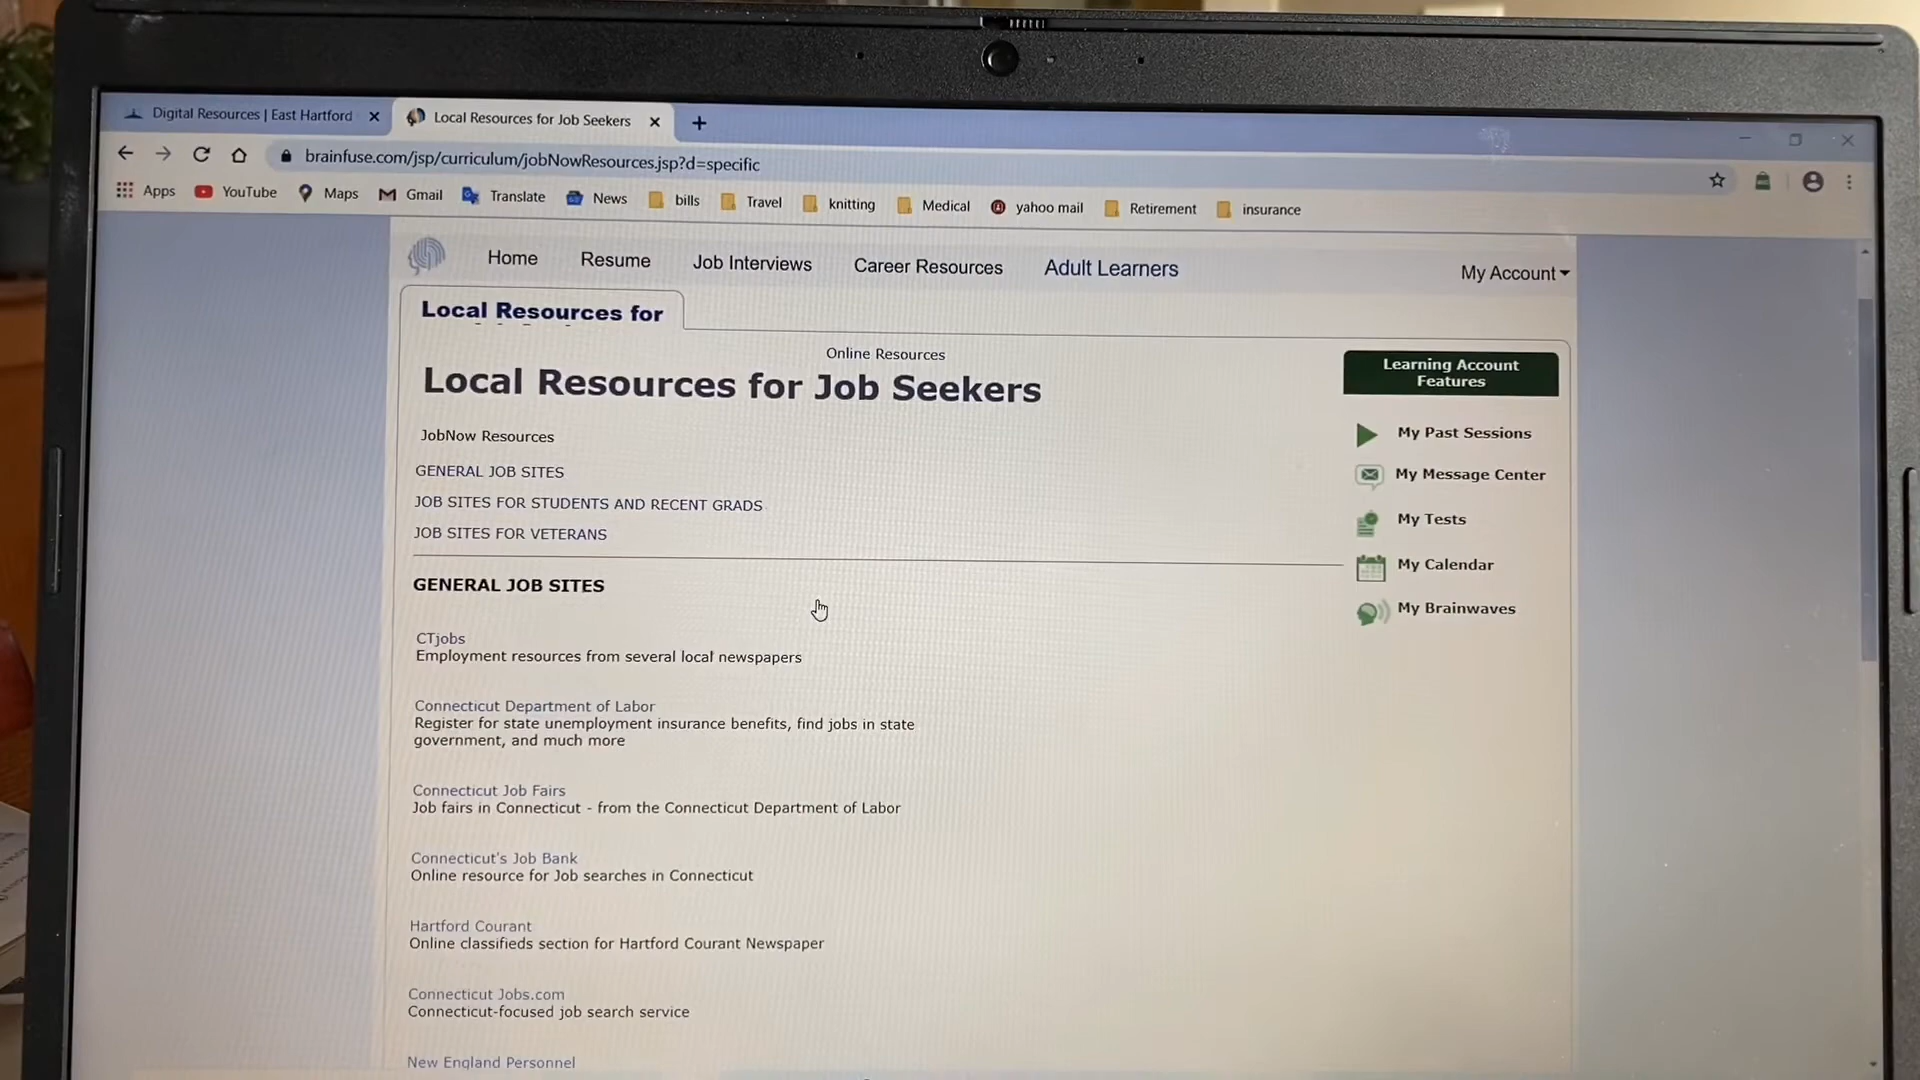 Digital Resources | East Hartford
Local Resources for Job Seekers
brainfuse.com/jsp/curriculum/jobNowResources.jsp?d=specific
Apps YouTube Maps Gmail Translate News bills Travel knitting Medical yahoo mail Retirement insurance
Home Resume Job Interviews Career Resources Adult Learners My Account
Local Resources for
Online Resources
Local Resources for Job Seekers
JobNow Resources
GENERAL JOB SITES
JOB SITES FOR STUDENTS AND RECENT GRADS
JOB SITES FOR VETERANS
GENERAL JOB SITES
CTjobs
Employment resources from several local newspapers
Connecticut Department of Labor
Register for state unemployment insurance benefits, find jobs in state
government, and much more
Connecticut Job Fairs
Job fairs in Connecticut - from the Connecticut Department of Labor
Connecticut's Job Bank
Online resource for Job searches in Connecticut
Hartford Courant
Online classifieds section for Hartford Courant Newspaper
Connecticut Jobs.com
Connecticut-focused job search service
New England Personnel
Learning Account
Features
My Past Sessions
My Message Center
My Tests
My Calendar
My Brainwaves